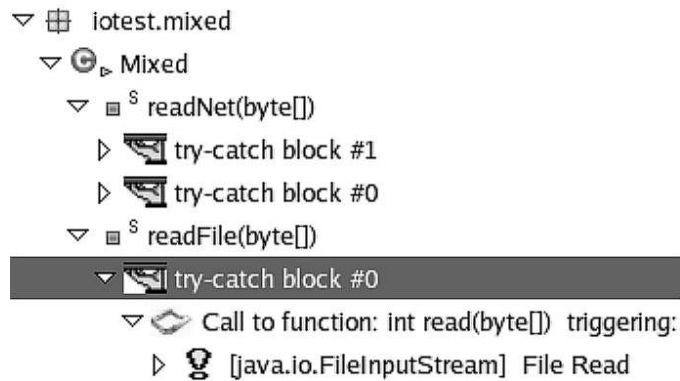 iotest.mixed
Mixed
S readNet(byte[])
try-catch block #1
try-catch block #0
S readFile(byte[])
try-catch block #0
Call to function: int read(byte[]) triggering:
[java.io.FileInputStream] File Read